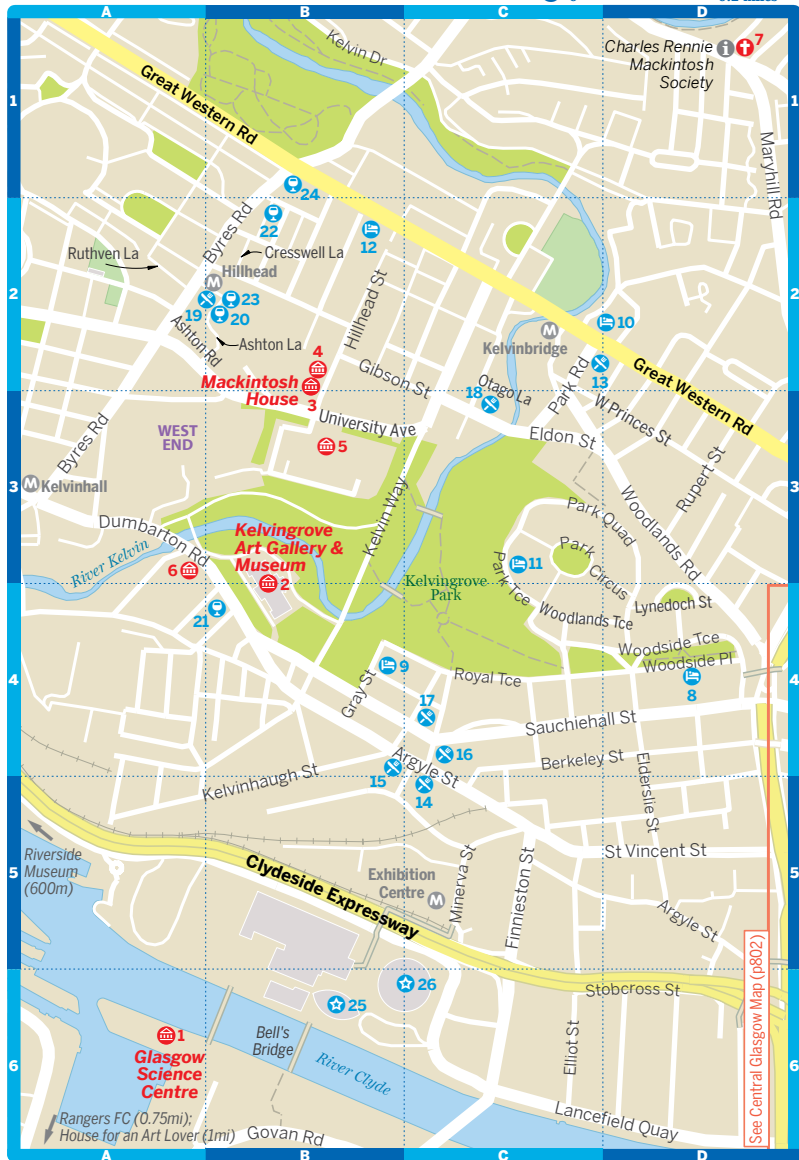 A
B
C
D
1
2
3
4
5
6
Kelvin Dr
Charles Rennie
Mackintosh
Society
7
Great Western Rd
Maryhill Rd
24
22
12
Byres Rd
Cresswell La
Ruthven La
Hillhead
19
23
20
Ashton Rd
Ashton La
Hillhead St
10
Kelvinbridge
4
Mackintosh
House
3
Gibson St
Otago La
18
Park Rd
13
Great Western Rd
W Princes St
University Ave
Eldon St
WEST
END
5
Byres Rd
Kelvinhall
Kelvin Way
Rupert St
Woodlands Rd
Park Quad
Dumbarton Rd
River Kelvin
Kelvingrove
Art Gallery &
Museum
6
2
Park
Circus
11
Park Tce
Kelvingrove
Park
Woodlands Tce
Lynedoch St
21
Woodside Tce
Woodside Pl
9
Gray St
Royal Tce
8
17
Sauchiehall St
16
Argyle St
15
14
Berkeley St
Elderslie St
Kelvinhaugh St
Riverside
Museum
(600m)
Clydeside Expressway
Exhibition
Centre
Minerva St
Finnieston St
St Vincent St
Argyle St
See Central Glasgow Map (p802)
26
25
Stobcross St
1
Glasgow
Science
Centre
Bell's
Bridge
River Clyde
Elliot St
Lancefield Quay
Rangers FC (0.75mi);
House for an Art Lover (1mi)
Govan Rd
A
B
C
D
1
2
3
4
5
6